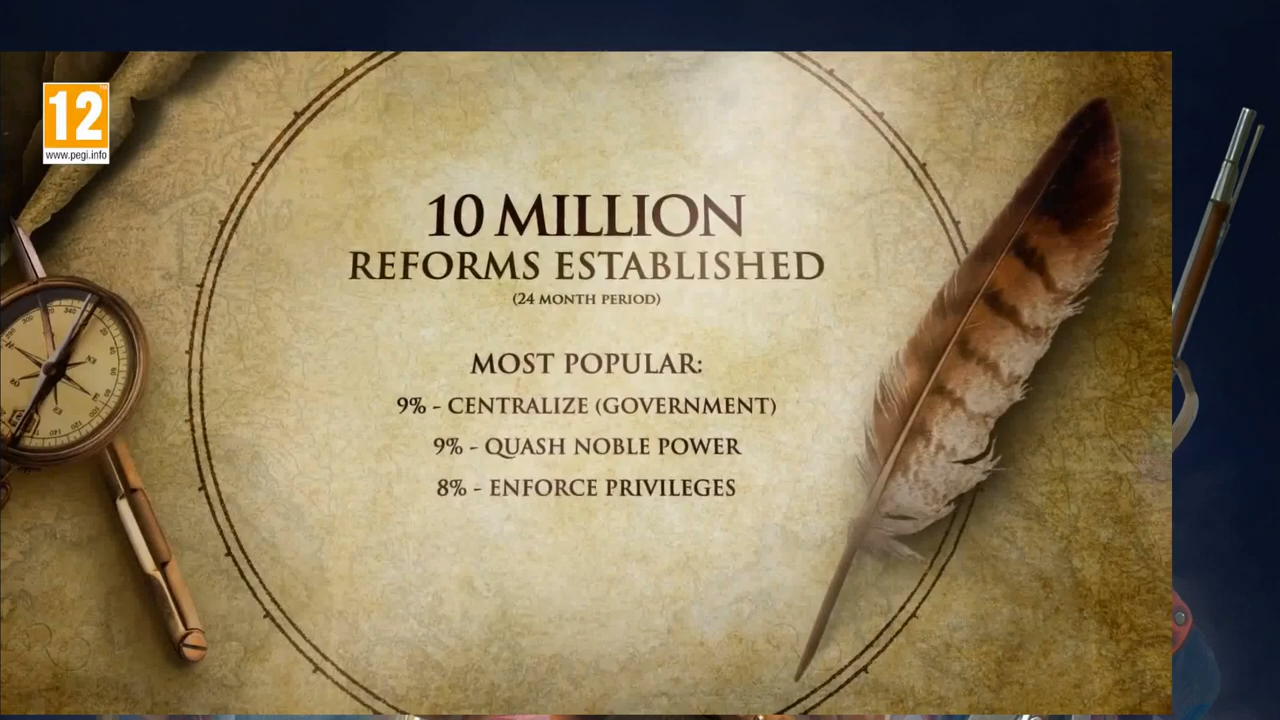 12
www.pegi.info
10 MILLION
REFORMS ESTABLISHED
(24 MONTH PERIOD)
MOST POPULAR:
9% - CENTRALIZE (GOVERNMENT)
9% - QUASH NOBLE POWER
8% - ENFORCE PRIVILEGES